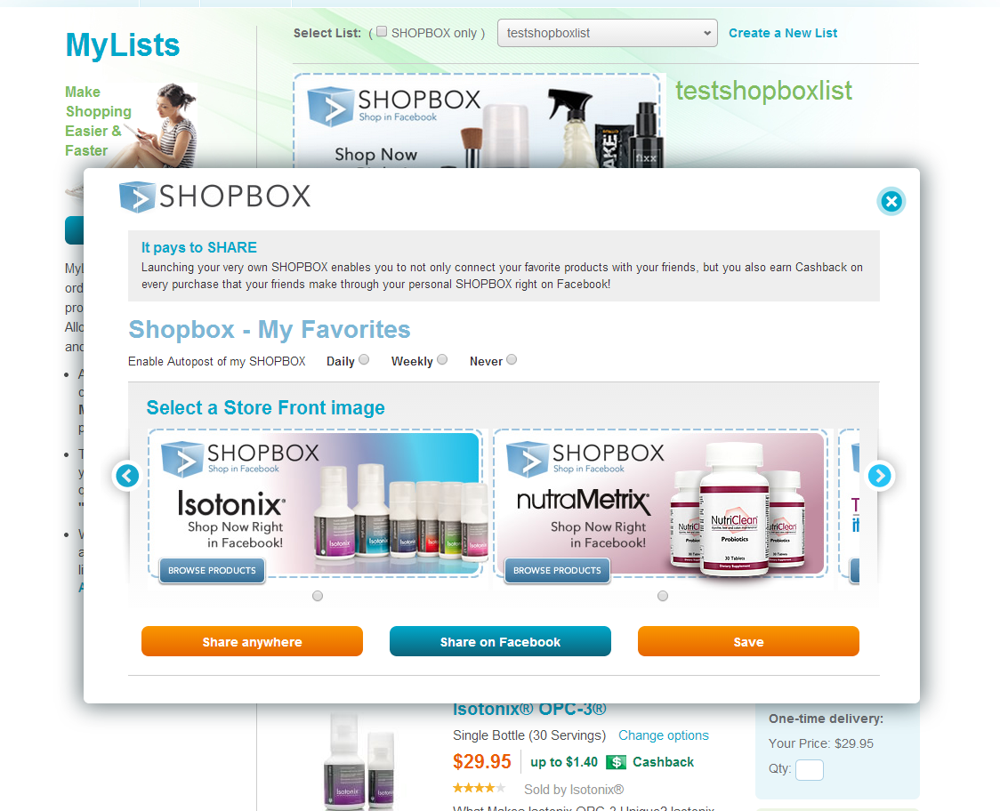 MyLists
Make
Shopping
Easier &
Faster
Select List: ( SHOPBOX only ) testshopboxlist Create a New List
SHOPBOX
Shop in Facebook
Shop Now
fixx
testshopboxlist
SHOPBOX
It pays to SHARE
Launching your very own SHOPBOX enables you to not only connect your favorite products with your friends, but you also earn Cashback on
every purchase that your friends make through your personal SHOPBOX right on Facebook!
Shopbox - My Favorites
Enable Autopost of my SHOPBOX Daily Weekly Never
Select a Store Front image
SHOPBOX
Shop in Facebook
Isotonix®
Shop Now Right
in Facebook!
BROWSE PRODUCTS
Isotonix
SHOPBOX
Shop in Facebook
nutraMetrix®
Shop Now Right
in Facebook!
BROWSE PRODUCTS
NutriClean
Probiotics
30 Tablets
Share anywhere
Share on Facebook
Save
Isotonix® OPC-3®
Single Bottle (30 Servings) Change options
$29.95 up to $1.40 $ Cashback
Sold by Isotonix®
What Makes Isotonix OPC-3 Unique? Isotonix
Isotonix
One-time delivery:
Your Price: $29.95
Qty: